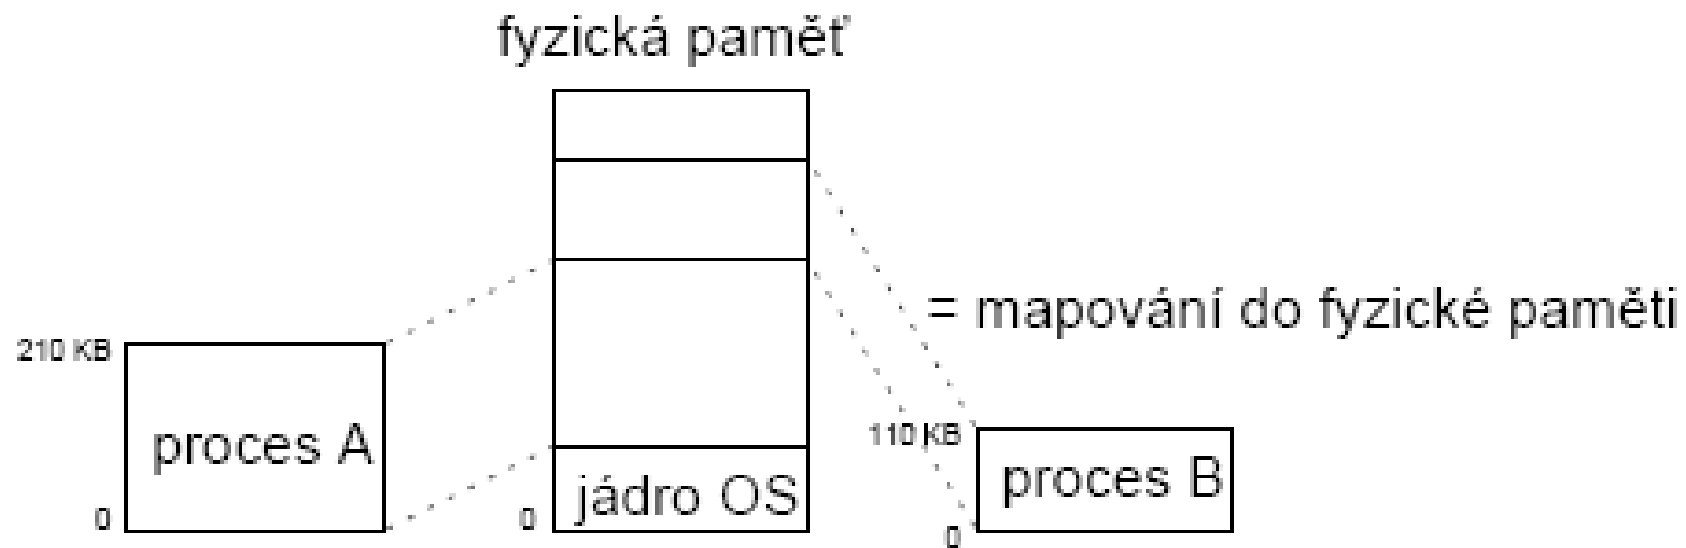 fyzická paměť
= mapování do fyzické paměti
210 KB
proces A
0
jádro OS
0
110 KB
proces B
0